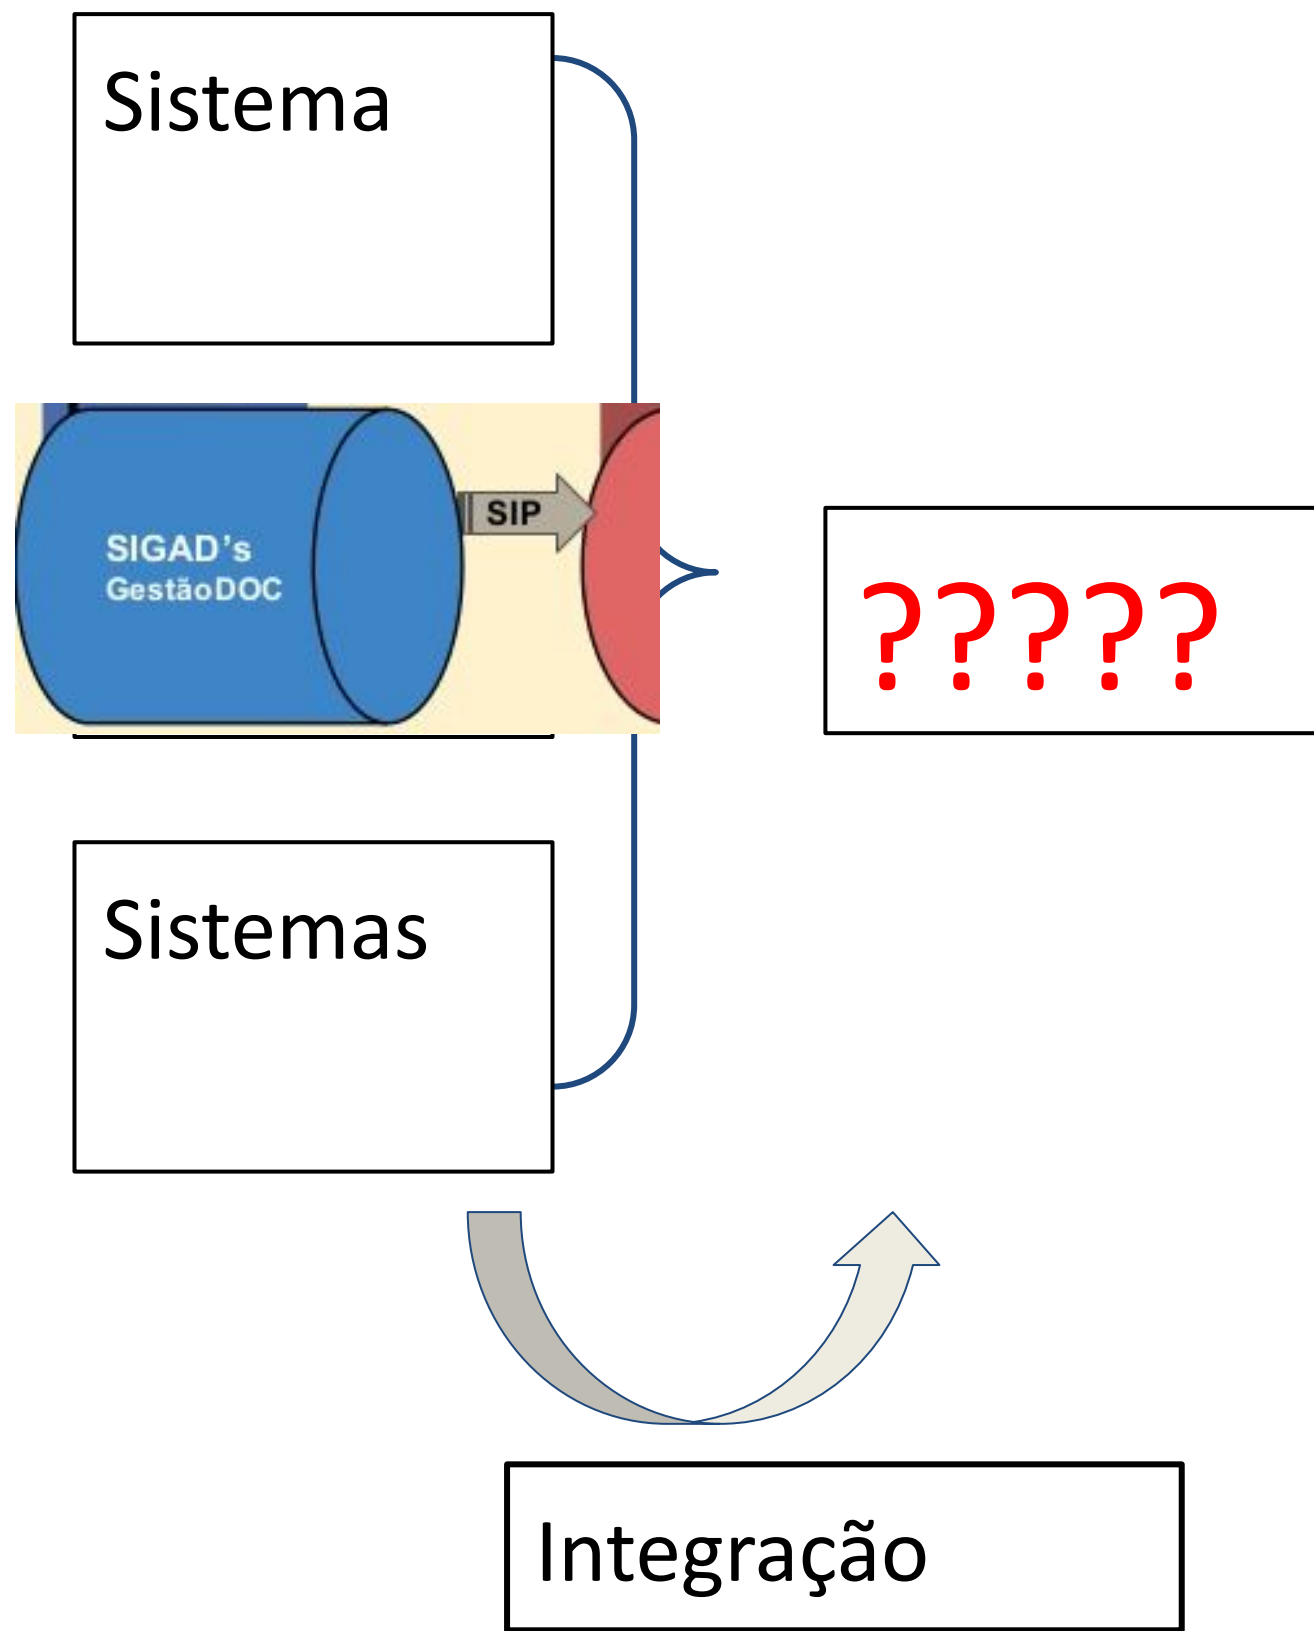 Sistema
SIP
SIGAD's
GestãoDOC
?????
Sistemas
Integração